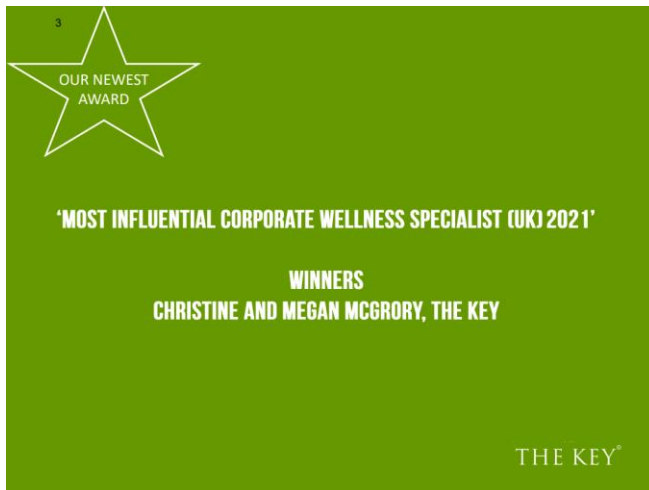 3
OUR NEWEST
AWARD
‘MOST INFLUENTIAL CORPORATE WELLNESS SPECIALIST (UK) 2021’
WINNERS
CHRISTINE AND MEGAN MCGRORY, THE KEY
THE KEY®